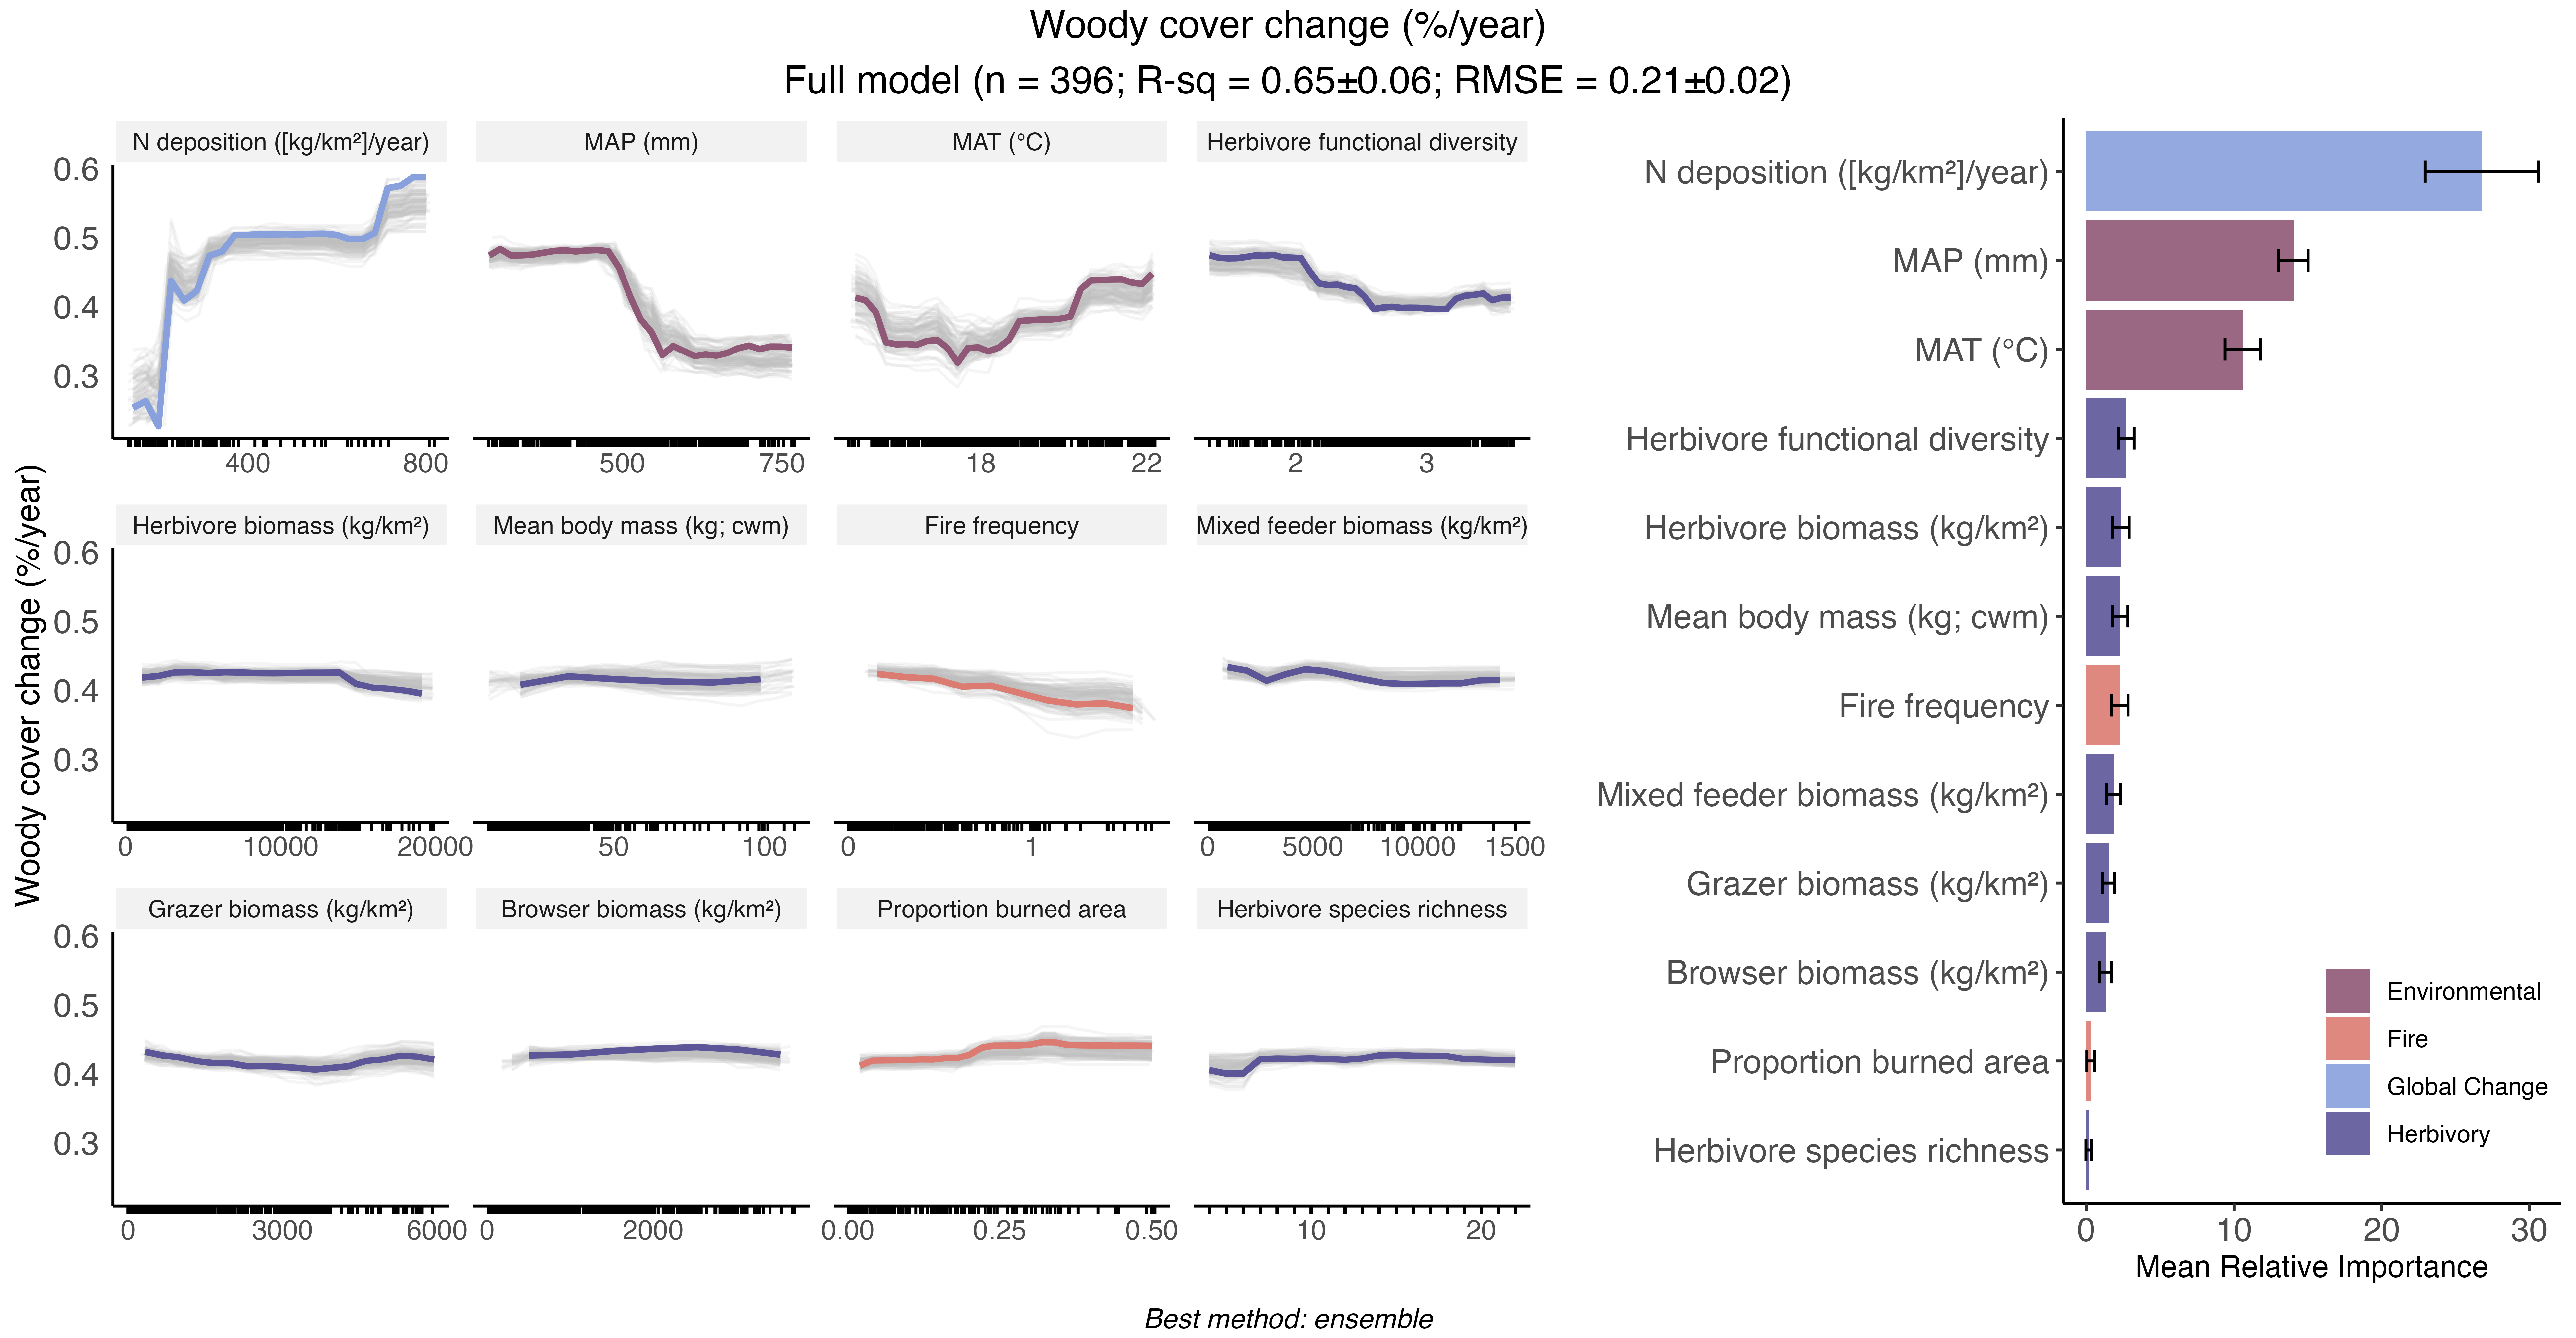 Woody cover change (%/year)
Full model (n = 396; R-sq = 0.65±0.06; RMSE = 0.21±0.02)
Woody cover change (%/year)
N deposition ([kg/km²]/year)
MAP (mm)
MAT (°C)
Herbivore functional diversity
0.6
0.5
0.4
0.3
400 800
500 750
18 22
2 3
Herbivore biomass (kg/km²)
Mean body mass (kg; cwm)
Fire frequency
Mixed feeder biomass (kg/km²)
0.6
0.5
0.4
0.3
0 10000 20000
50 100
0 1
0 5000 10000 1500
Grazer biomass (kg/km²)
Browser biomass (kg/km²)
Proportion burned area
Herbivore species richness
0.6
0.5
0.4
0.3
0 3000 6000
0 2000
0.00 0.25 0.50
10 20
N deposition ([kg/km²]/year)
MAP (mm)
MAT (°C)
Herbivore functional diversity
Herbivore biomass (kg/km²)
Mean body mass (kg; cwm)
Fire frequency
Mixed feeder biomass (kg/km²)
Grazer biomass (kg/km²)
Browser biomass (kg/km²)
Proportion burned area
Herbivore species richness
0 10 20 30
Mean Relative Importance
Environmental
Fire
Global Change
Herbivory
Best method: ensemble